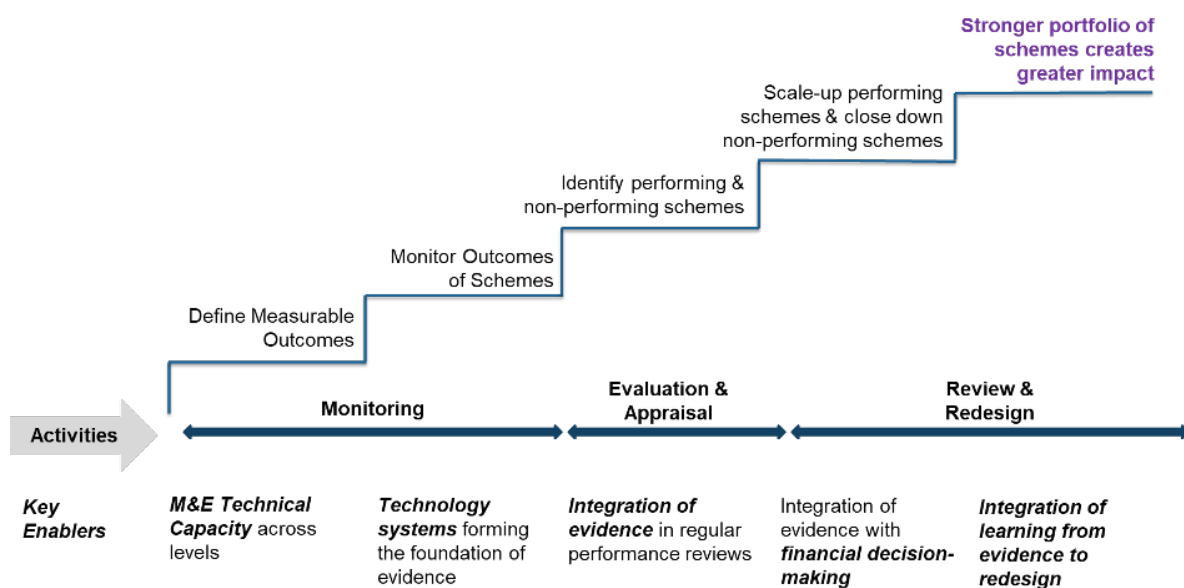 Stronger portfolio of
schemes creates
greater impact
Scale-up performing
schemes & close down
non-performing schemes
Identify performing &
non-performing schemes
Monitor Outcomes
of Schemes
Define Measurable
Outcomes
Activities
Monitoring
Evaluation &
Appraisal
Review &
Redesign
Key
Enablers
M&E Technical
Capacity across
levels
Technology
systems forming
the foundation of
evidence
Integration of
evidence in regular
performance reviews
Integration of
evidence with
financial decision-
making
Integration of
learning from
evidence to
redesign